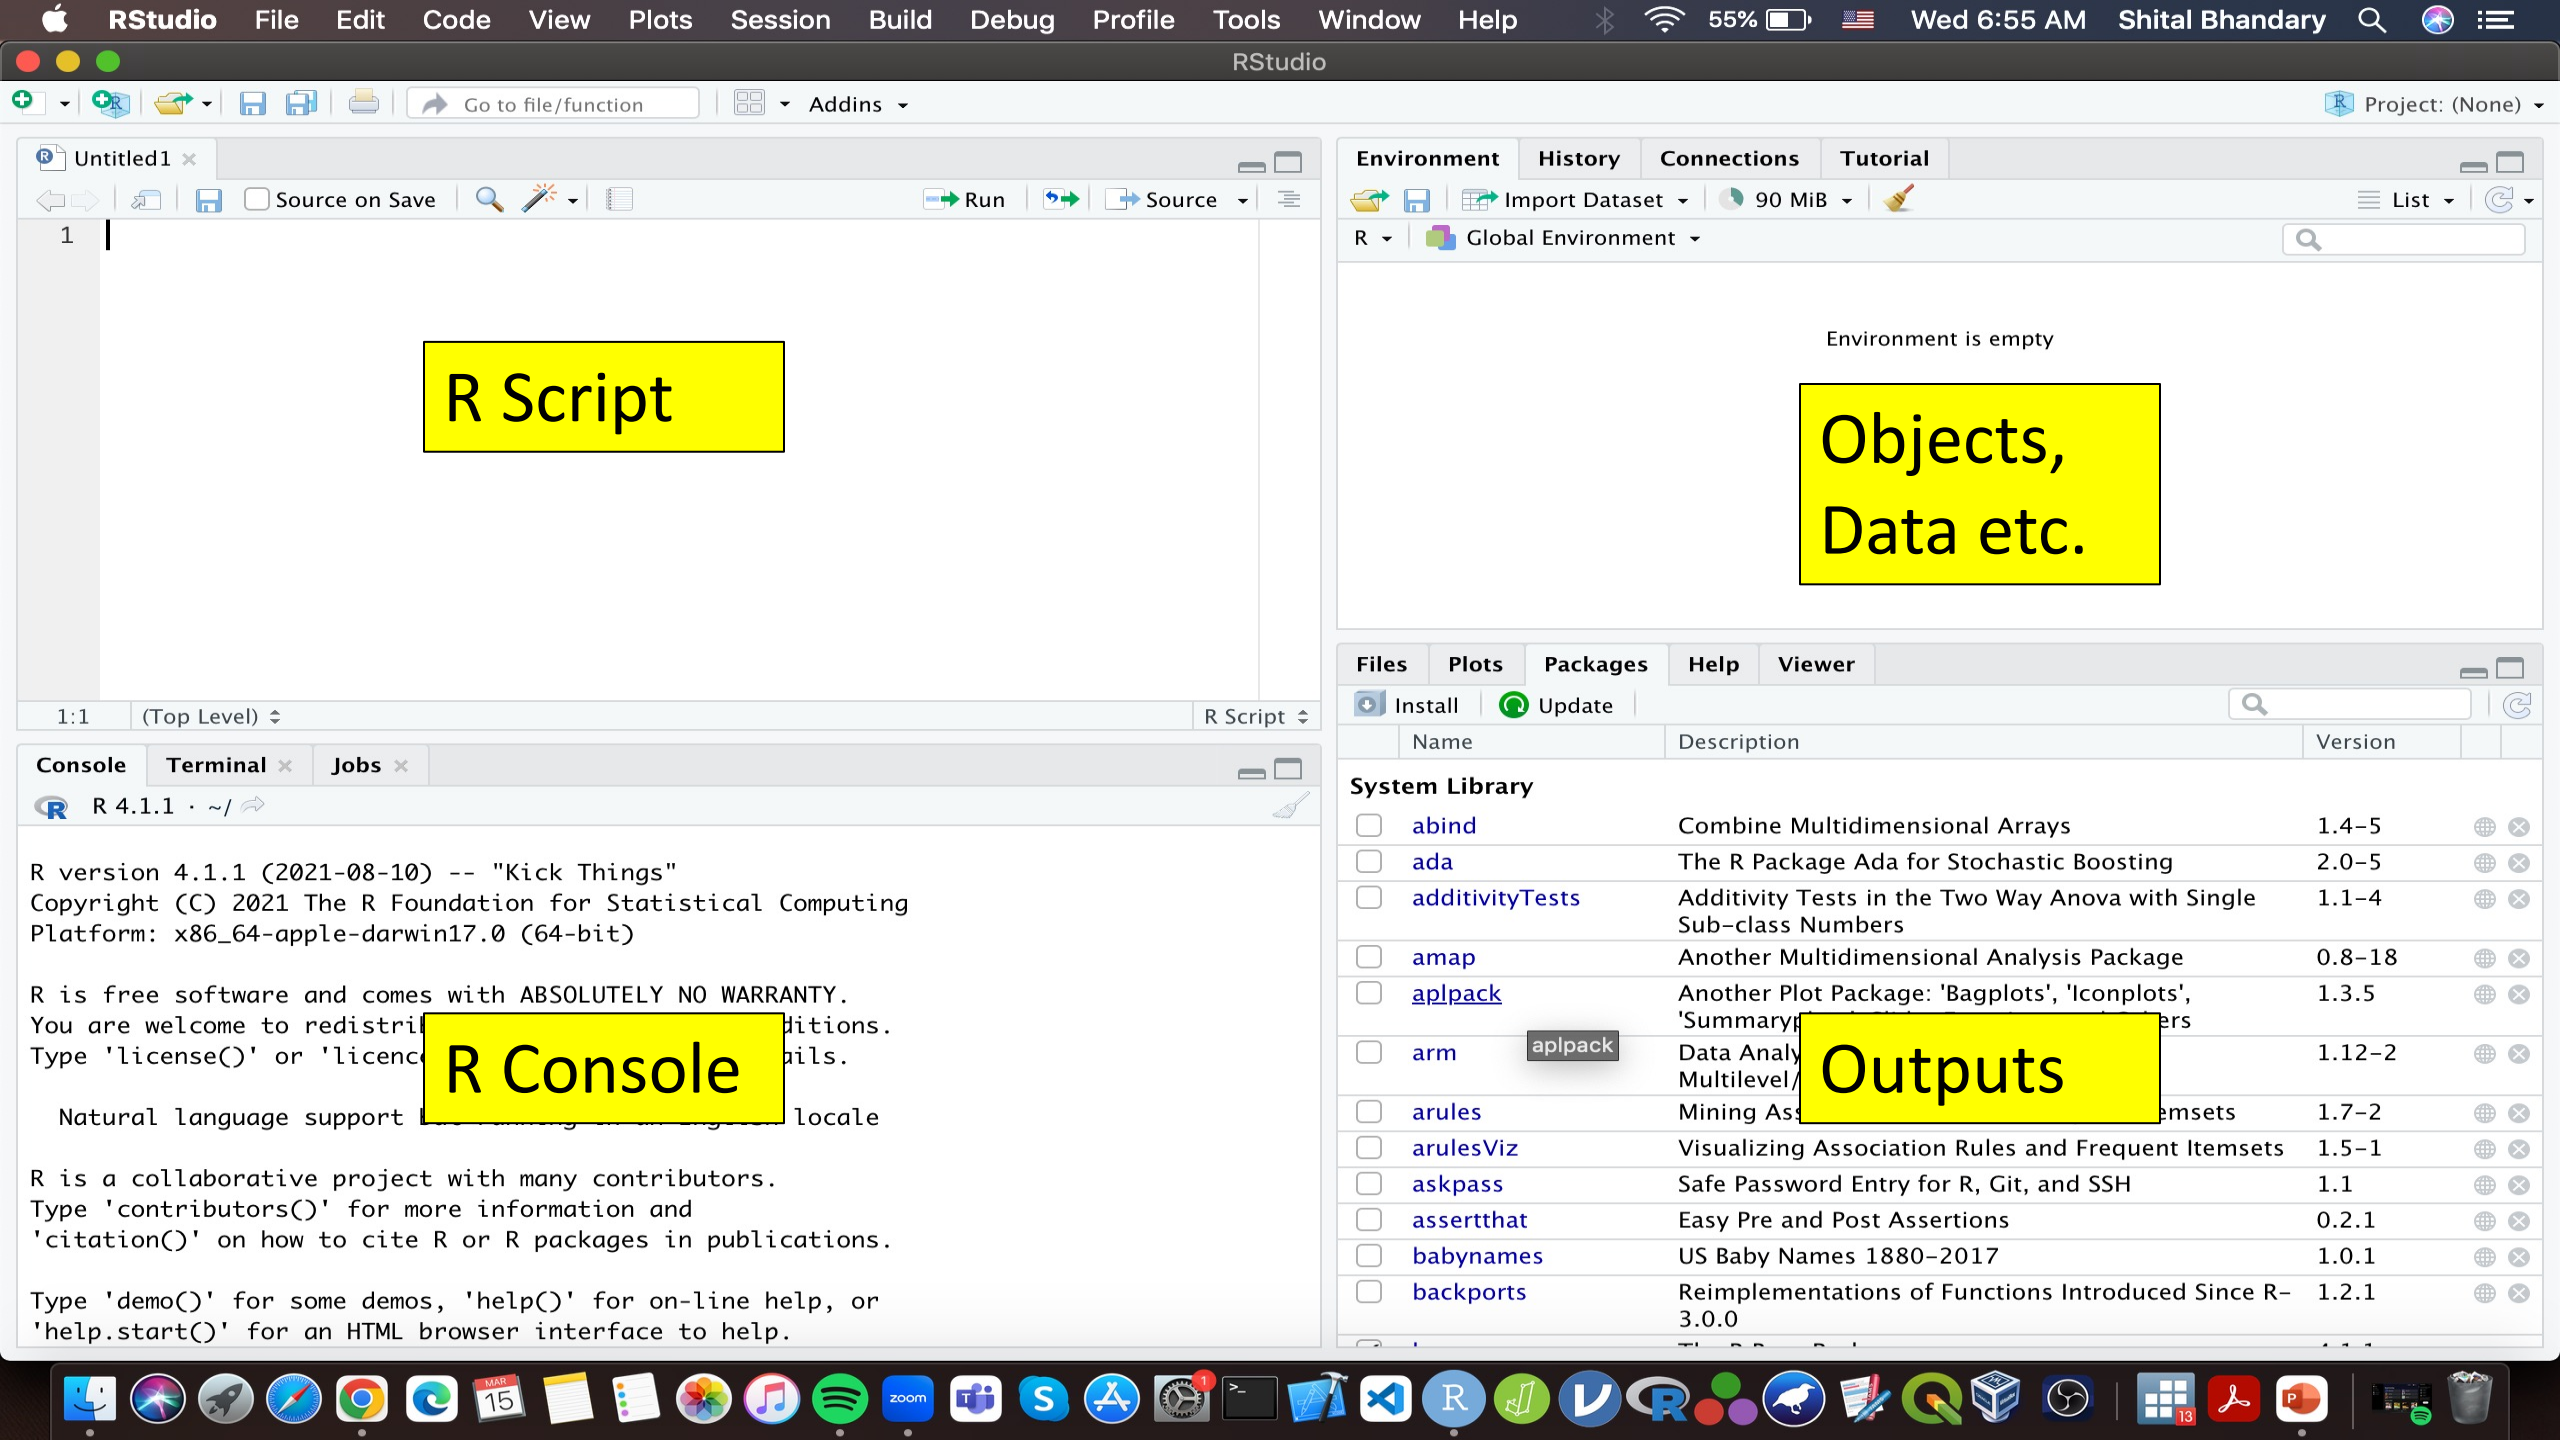 RStudio File Edit Code View Plots Session Build Debug Profile Tools Window Help 55% Wed 6:55 AM Shital Bhandary
RStudio
Go to file/function Addins Project: (None)
Untitled1
Source on Save Run Source
1
R Script
1:1 (Top Level) R Script
Environment History Connections Tutorial
Import Dataset 90 MiB List
R Global Environment
Environment is empty
Objects,
Data etc.
Console Terminal Jobs
R 4.1.1 · ~/
R version 4.1.1 (2021-08-10) -- "Kick Things"
Copyright (C) 2021 The R Foundation for Statistical Computing
Platform: x86_64-apple-darwin17.0 (64-bit)
R is free software and comes with ABSOLUTELY NO WARRANTY.
You are welcome to
Type 'license()' or
Natural language support locale
R Console
R is a collaborative project with many contributors.
Type 'contributors()' for more information and
'citation()' on how to cite R or R packages in publications.
Type 'demo()' for some demos, 'help()' for on-line help, or
'help.start()' for an HTML browser interface to help.
Files Plots Packages Help Viewer
Install Update
Name Description Version
System Library
abind Combine Multidimensional Arrays 1.4-5
ada The R Package Ada for Stochastic Boosting 2.0-5
additivityTests Additivity Tests in the Two Way Anova with Single 1.1-4
Sub-class Numbers
amap Another Multidimensional Analysis Package 0.8-18
aplpack Another Plot Package: 'Bagplots', 'Iconplots', 1.3.5
aplpack
arm Data 1.12-2
Multilevel/
Outputs
arules Mining 1.7-2
arulesViz Visualizing Association Rules and Frequent Itemsets 1.5-1
askpass Safe Password Entry for R, Git, and SSH 1.1
assertthat Easy Pre and Post Assertions 0.2.1
babynames US Baby Names 1880-2017 1.0.1
backports Reimplementations of Functions Introduced Since R- 1.2.1
3.0.0
MAR
15
zoom
1
13